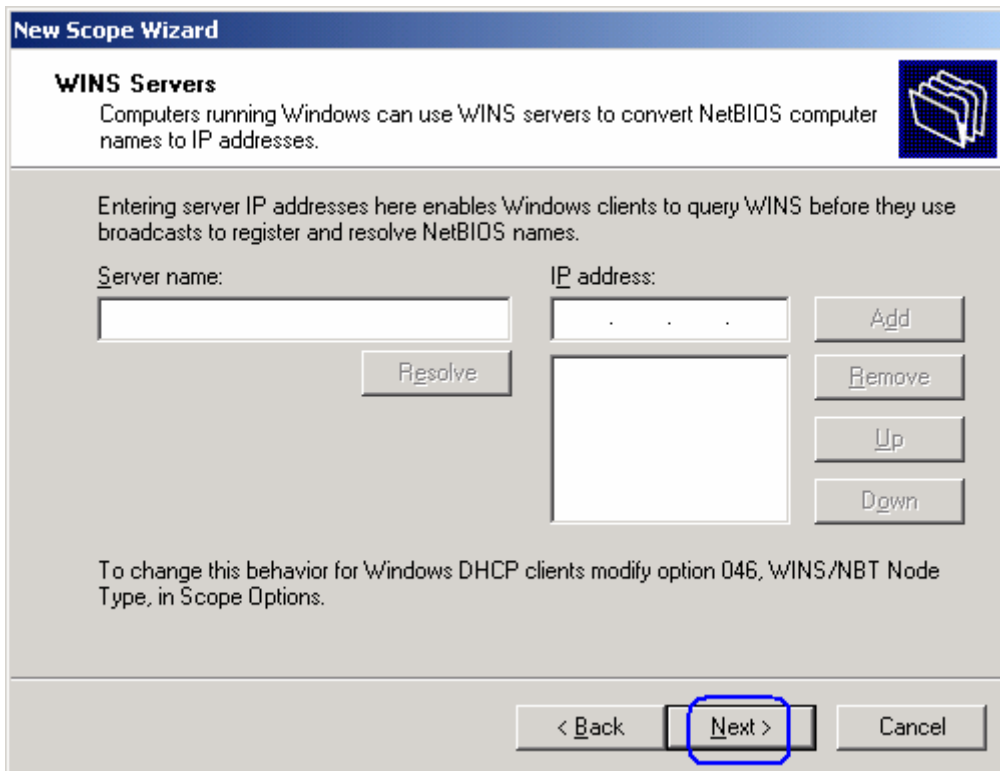 New Scope Wizard
WINS Servers
Computers running Windows can use WINS servers to convert NetBIOS computer
names to IP addresses.
Entering server IP addresses here enables Windows clients to query WINS before they use
broadcasts to register and resolve NetBIOS names.
Server name:
IP address:
. . .
Add
Resolve
Remove
Up
Down
To change this behavior for Windows DHCP clients modify option 046, WINS/NBT Node
Type, in Scope Options.
< Back
Next >
Cancel